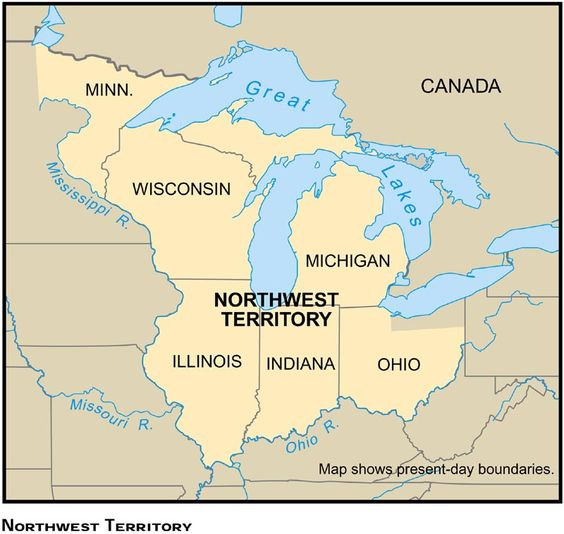 MINN.
Great
CANADA
Mississippi R.
WISCONSIN
Lakes
MICHIGAN
NORTHWEST
TERRITORY
ILLINOIS
INDIANA
OHIO
Missouri R.
Ohio R.
Map shows present-day boundaries.
NORTHWEST TERRITORY